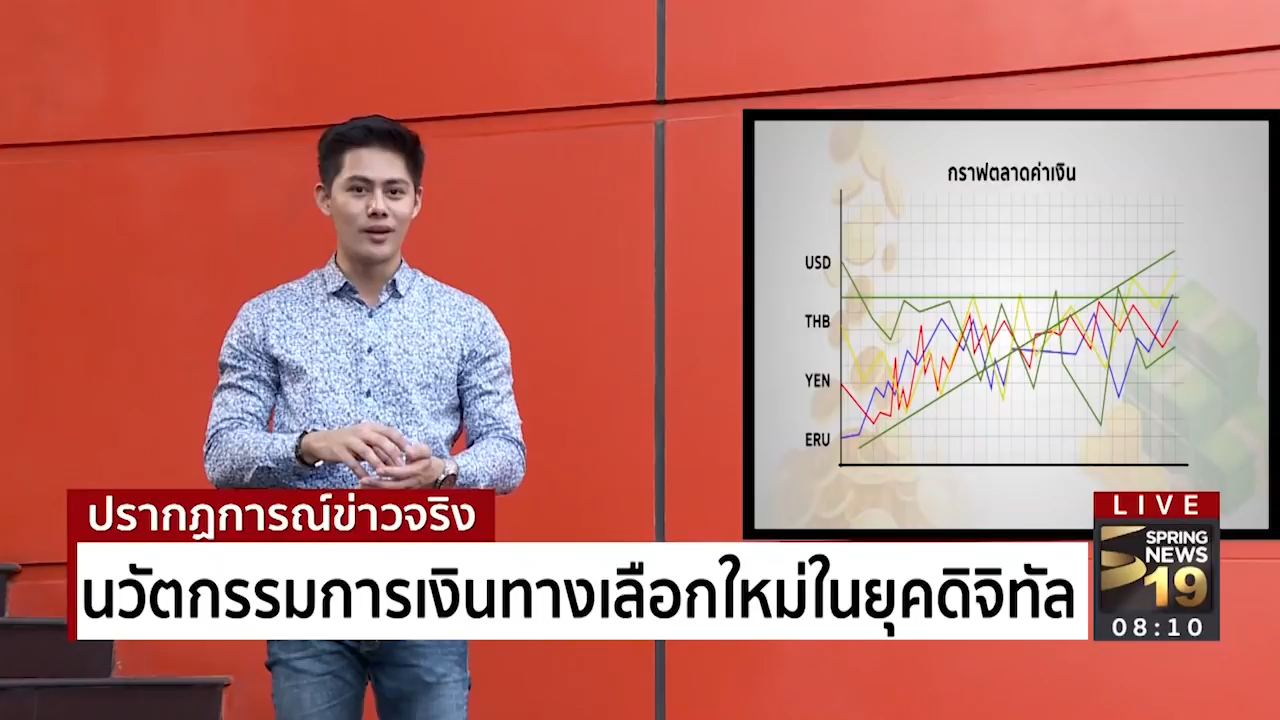 กราฟตลาดค่าเงิน
USD
THB
YEN
ERU
ปรากฏการณ์ข่าวจริง
นวัตกรรมการเงินทางเลือกใหม่ในยุคดิจิทัล
LIVE
SPRING
NEWS
19
08:10